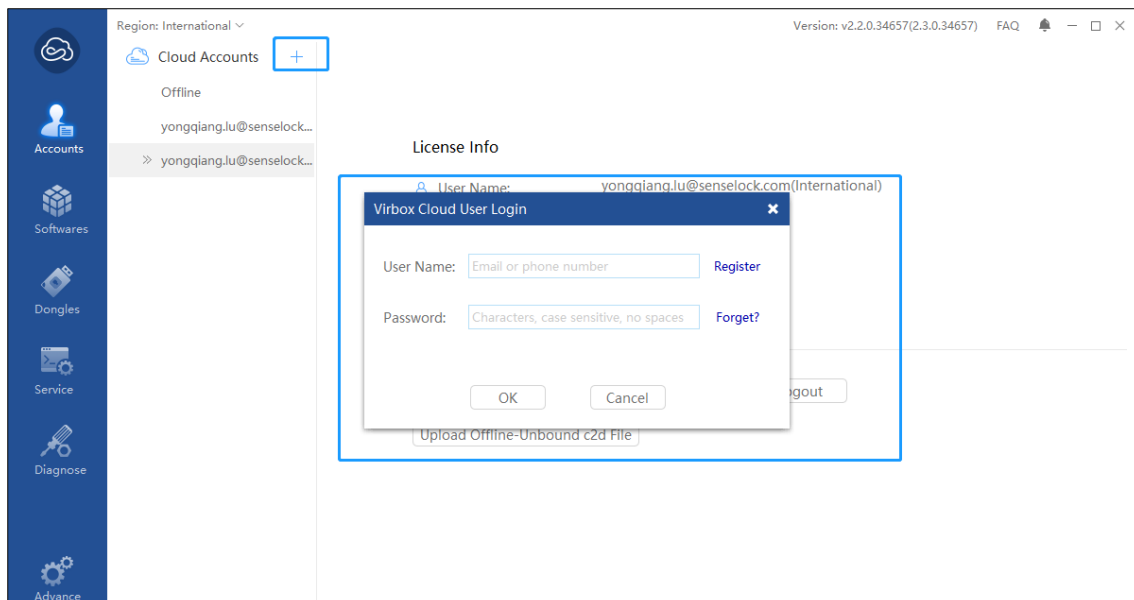 Region: International
Version: v2.2.0.34657(2.3.0.34657) FAQ
Cloud Accounts
Offline
yongqiang.lu@senselock...
yongqiang.lu@senselock...
Accounts
Softwares
Dongles
Service
Diagnose
Advance
License Info
User Name: yongqiang.lu@senselock.com(International)
Virbox Cloud User Login
User Name: Email or phone number Register
Password: Characters, case sensitive, no spaces Forget?
OK Cancel
ogout
Upload Offline-Unbound c2d FIle